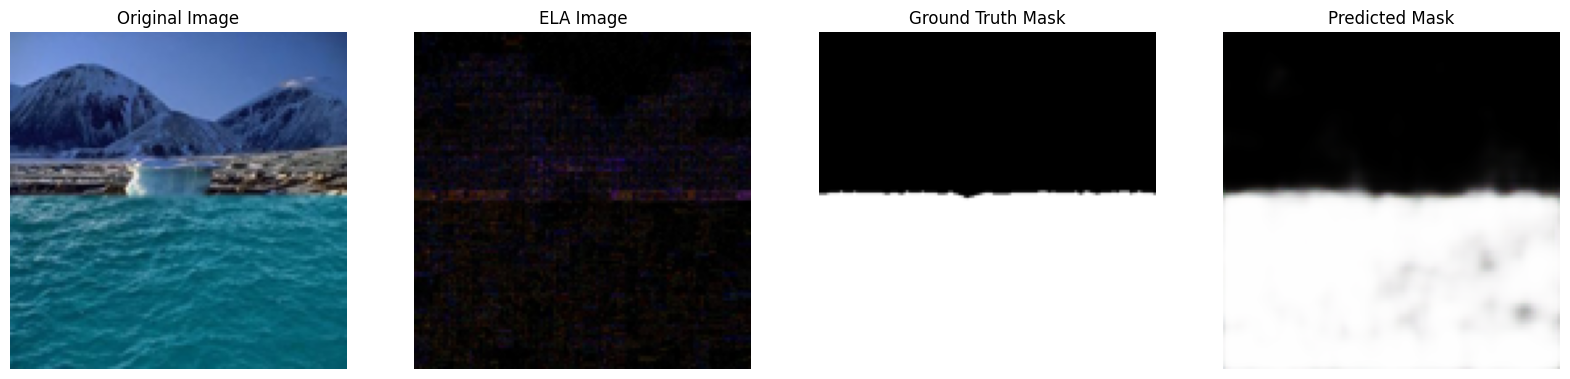 Original Image
ELA Image
Ground Truth Mask
Predicted Mask